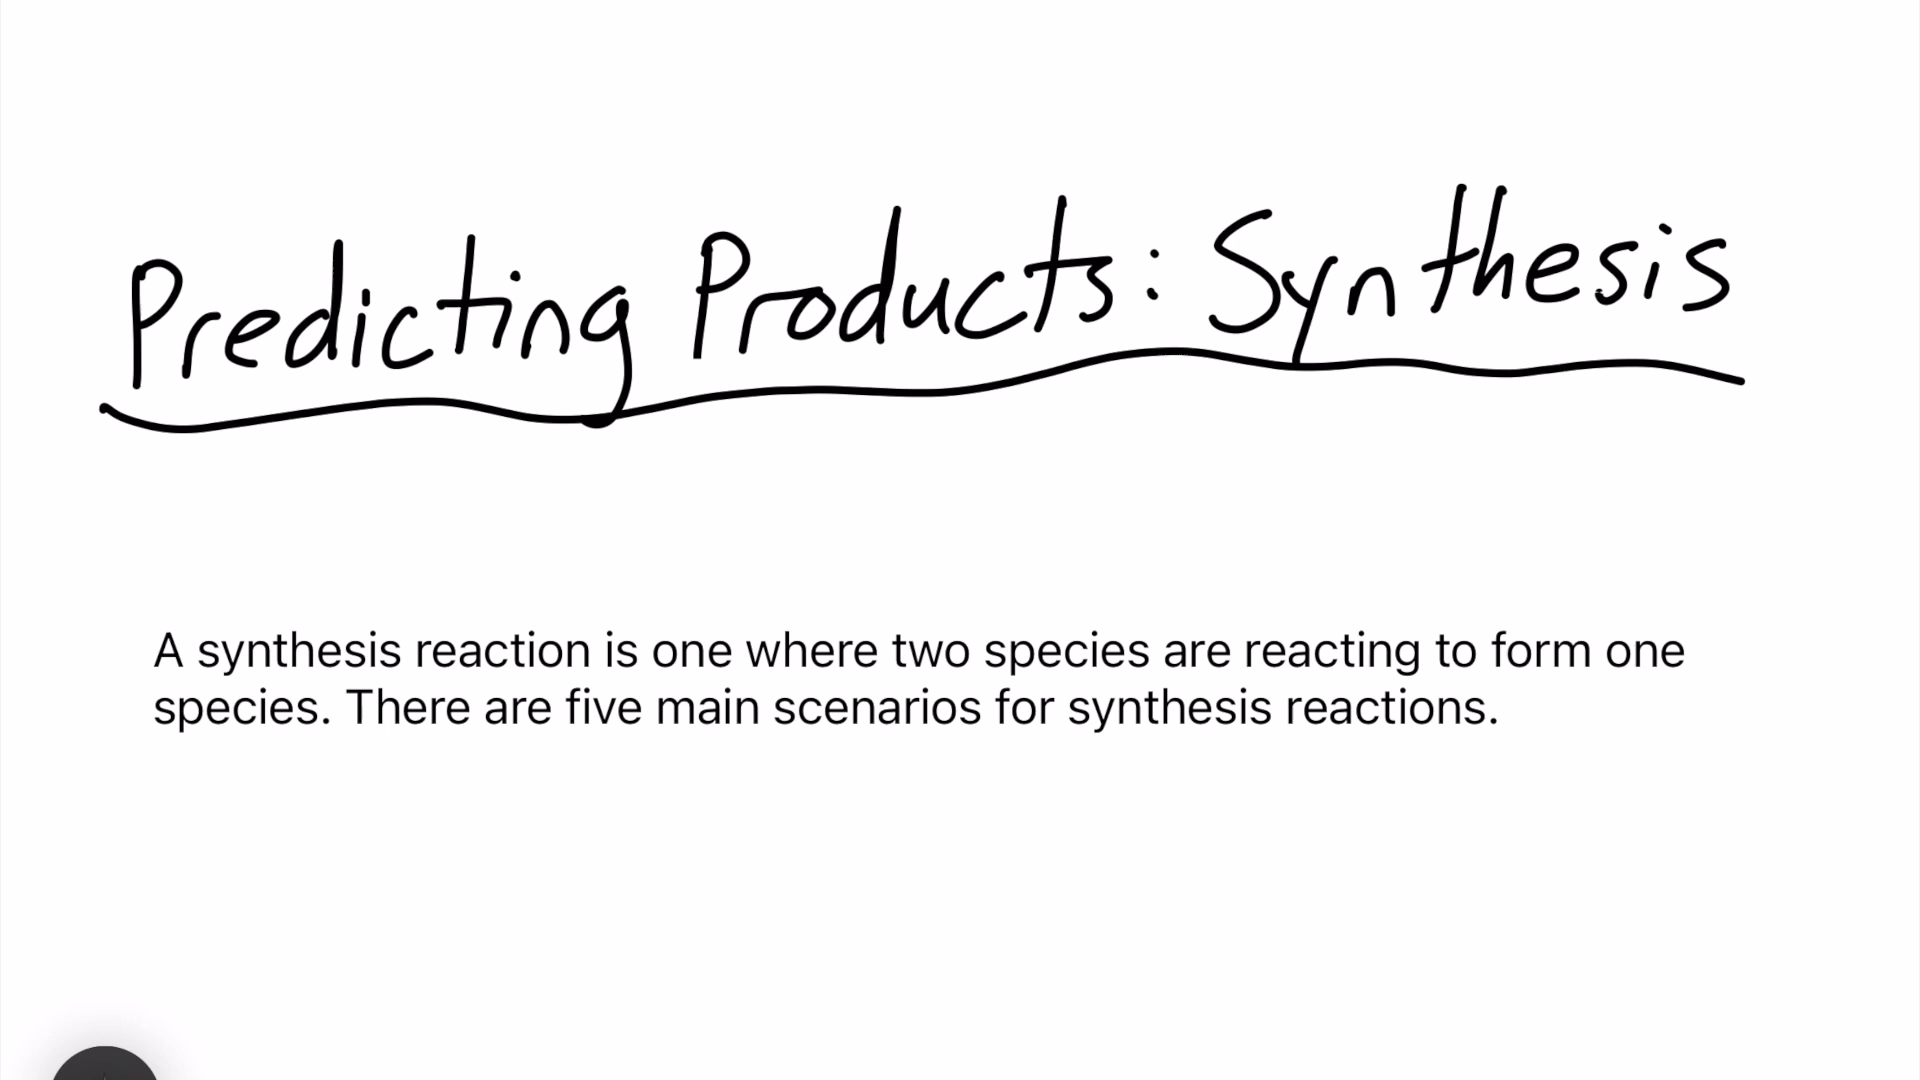 Predicting Products: Synthesis
A synthesis reaction is one where two species are reacting to form one
species. There are five main scenarios for synthesis reactions.